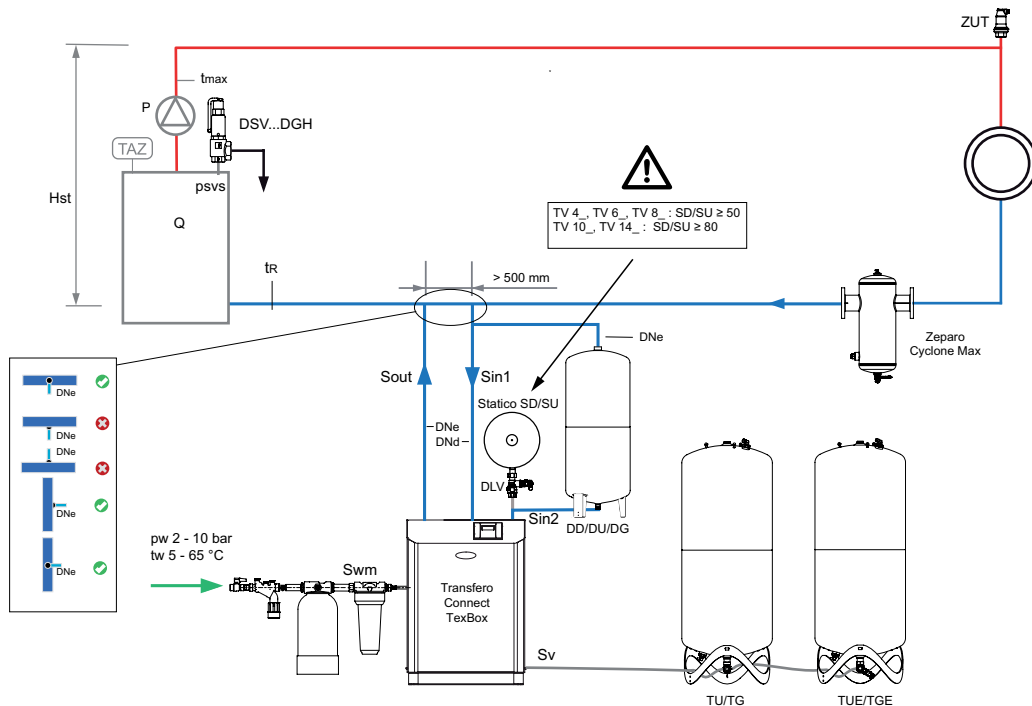 ZUT
tmax
P
DSV...DGH
TAZ
psvs
Hst
Q
TV 4_, TV 6_, TV 8_ : SD/SU ≥ 50
TV 10_, TV 14_ : SD/SU ≥ 80
tR
> 500 mm
DNe
Zeparo
Cyclone Max
Sout
Sin1
Statico SD/SU
DNe
DNd
DLV
Sin2
DD/DU/DG
DNe
DNe
DNe
DNe
DNe
pw 2 - 10 bar
tw 5 - 65 °C
Swm
Transfero
Connect
TexBox
Sv
TU/TG
TUE/TGE